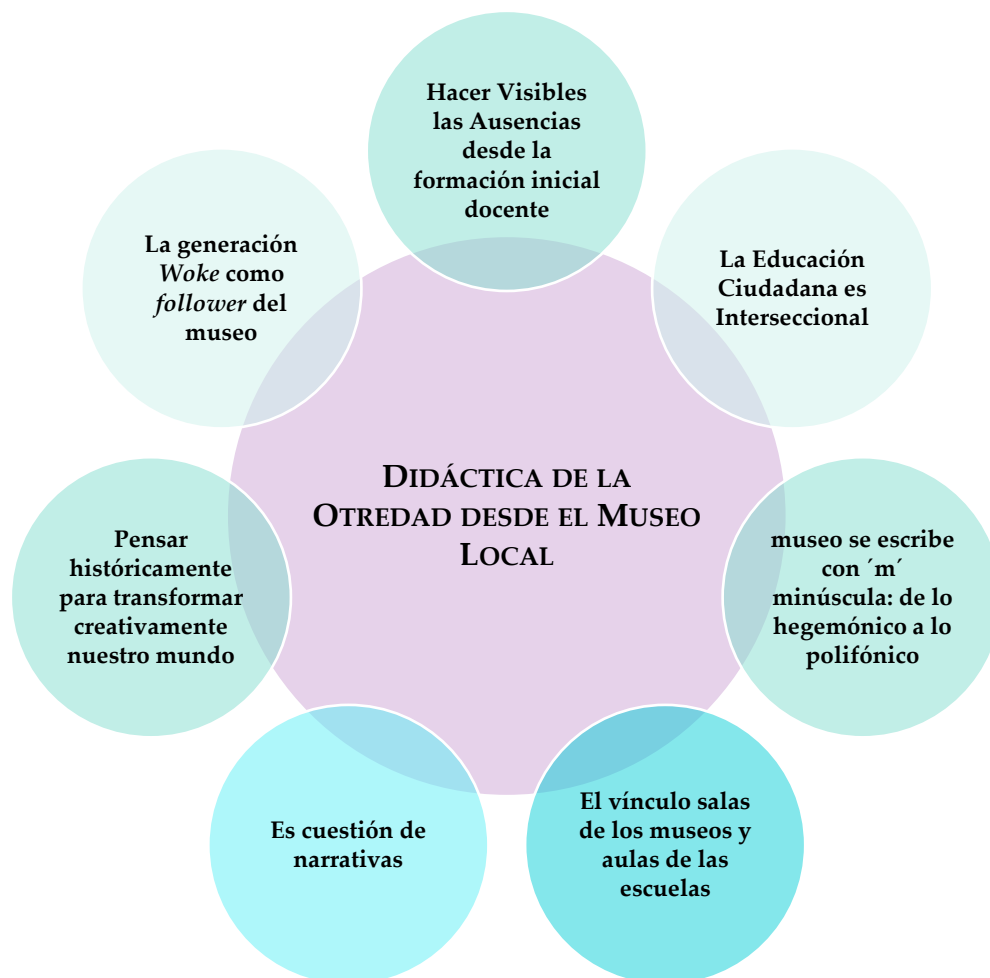 Hacer Visibles
las Ausencias
desde la
formación inicial
docente
La Educación
Ciudadana es
Interseccional
museo se escribe
con ´m´
minúscula: de lo
hegemónico a lo
polifónico
El vínculo salas
de los museos y
aulas de las
escuelas
Es cuestión de
narrativas
Pensar
históricamente
para transformar
creativamente
nuestro mundo
La generación
Woke como
follower del
museo
DIDÁCTICA DE LA
OTREDAD DESDE EL MUSEO
LOCAL